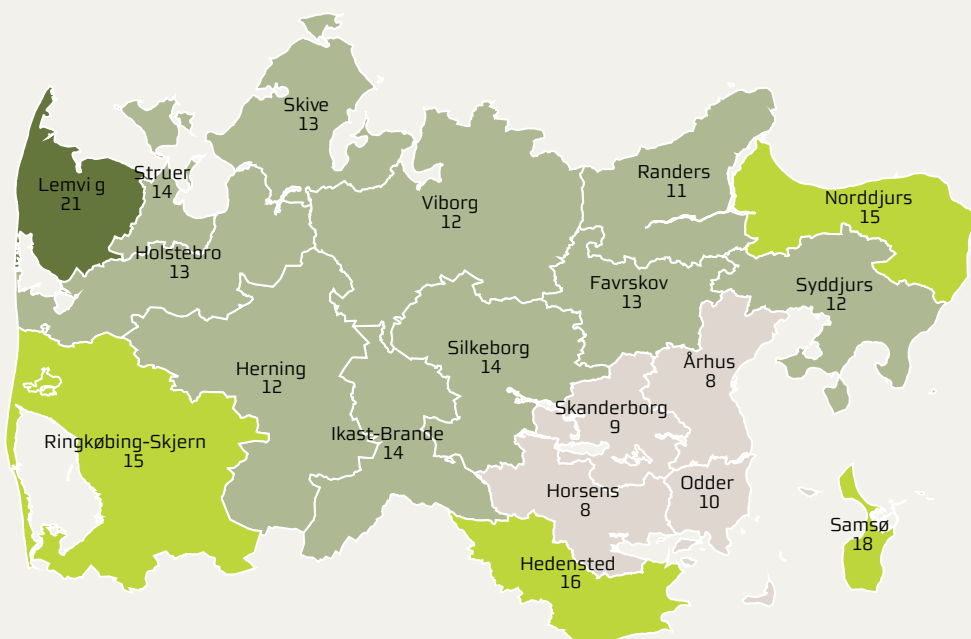 Skive
13
Struer
14
Lemvi g
21
Randers
11
Norddjurs
15
Viborg
12
Holstebro
13
Favrskov
13
Syddjurs
12
Silkeborg
14
Århus
8
Herning
12
Skanderborg
9
Ikast-Brande
14
Ringkøbing-Skjern
15
Horsens
8
Odder
10
Samsø
18
Hedensted
16